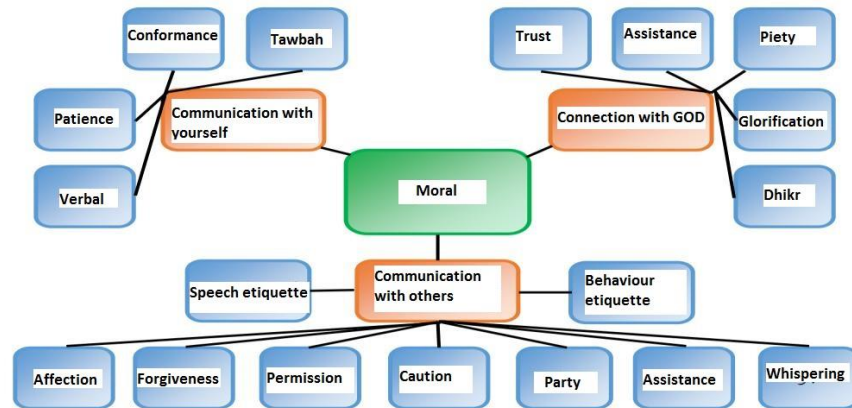 Conformance
Tawbah
Trust
Assistance
Piety
Patience
Communication with
yourself
Connection with GOD
Glorification
Verbal
Moral
Dhikr
Speech etiquette
Communication
with others
Behaviour
etiquette
Affection
Forgiveness
Permission
Caution
Party
Assistance
Whispering